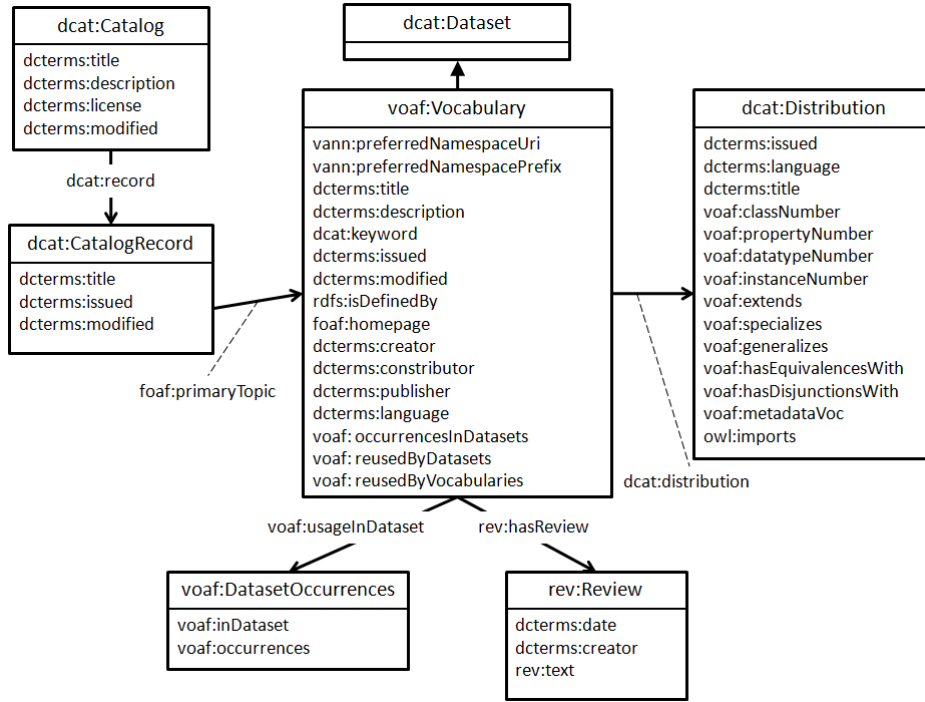 dcat:Catalog
dcterms:title
dcterms:description
dcterms:license
dcterms:modified
dcat:record
dcat:CatalogRecord
dcterms:title
dcterms:issued
dcterms:modified
foaf:primaryTopic
dcat:Dataset
voaf:Vocabulary
vann:preferredNamespaceUri
vann:preferredNamespacePrefix
dcterms:title
dcterms:description
dcat:keyword
dcterms:issued
dcterms:modified
rdfs:isDefinedBy
foaf:homepage
dcterms:creator
dcterms:constributor
dcterms:publisher
dcterms:language
voaf: occurrencesInDatasets
voaf: reusedByDatasets
voaf: reusedByVocabularies
dcat:Distribution
dcterms:issued
dcterms:language
dcterms:title
voaf:classNumber
voaf:propertyNumber
voaf:datatypeNumber
voaf:instanceNumber
voaf:extends
voaf:specializes
voaf:generalizes
voaf:hasEquivalencesWith
voaf:hasDisjunctionsWith
voaf:metadataVoc
owl:imports
dcat:distribution
voaf:usageInDataset
rev:hasReview
voaf:DatasetOccurrences
voaf:inDataset
voaf:occurrences
rev:Review
dcterms:date
dcterms:creator
rev:text